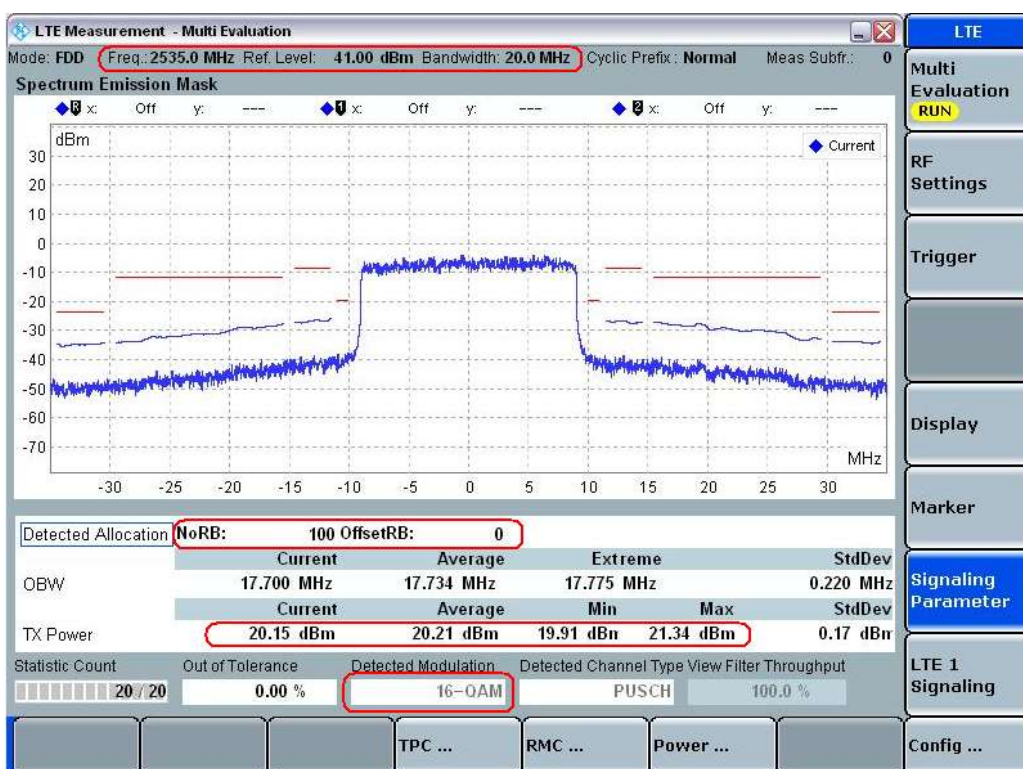 LTE Measurement - Multi Evaluation
LTE
Mode: FDD Freq.: 2535.0 MHz Ref. Level: 41.00 dBm Bandwidth: 20.0 MHz Cyclic Prefix: Normal Meas Subfr.: 0
Spectrum Emission Mask
R x: Off y: --- 1 x: Off y: --- 2 x: Off y: ---
dBm
Current
30
20
10
0
-10
-20
-30
-40
-50
-60
-70
MHz
-30 -25 -20 -15 -10 -5 0 5 10 15 20 25 30
Detected Allocation NoRB: 100 OffsetRB: 0
Current Average Extreme StdDev
OBW 17.700 MHz 17.734 MHz 17.775 MHz 0.220 MHz
Current Average Min Max StdDev
TX Power 20.15 dBm 20.21 dBm 19.91 dBm 21.34 dBm 0.17 dBm
Statistic Count Out of Tolerance Detected Modulation Detected Channel Type View Filter Throughput
20 / 20 0.00 % 16-QAM PUSCH 100.0 %
TPC ... RMC ... Power ... Config ...
Multi
Evaluation
RUN
RF
Settings
Trigger
Display
Marker
Signaling
Parameter
LTE 1
Signaling